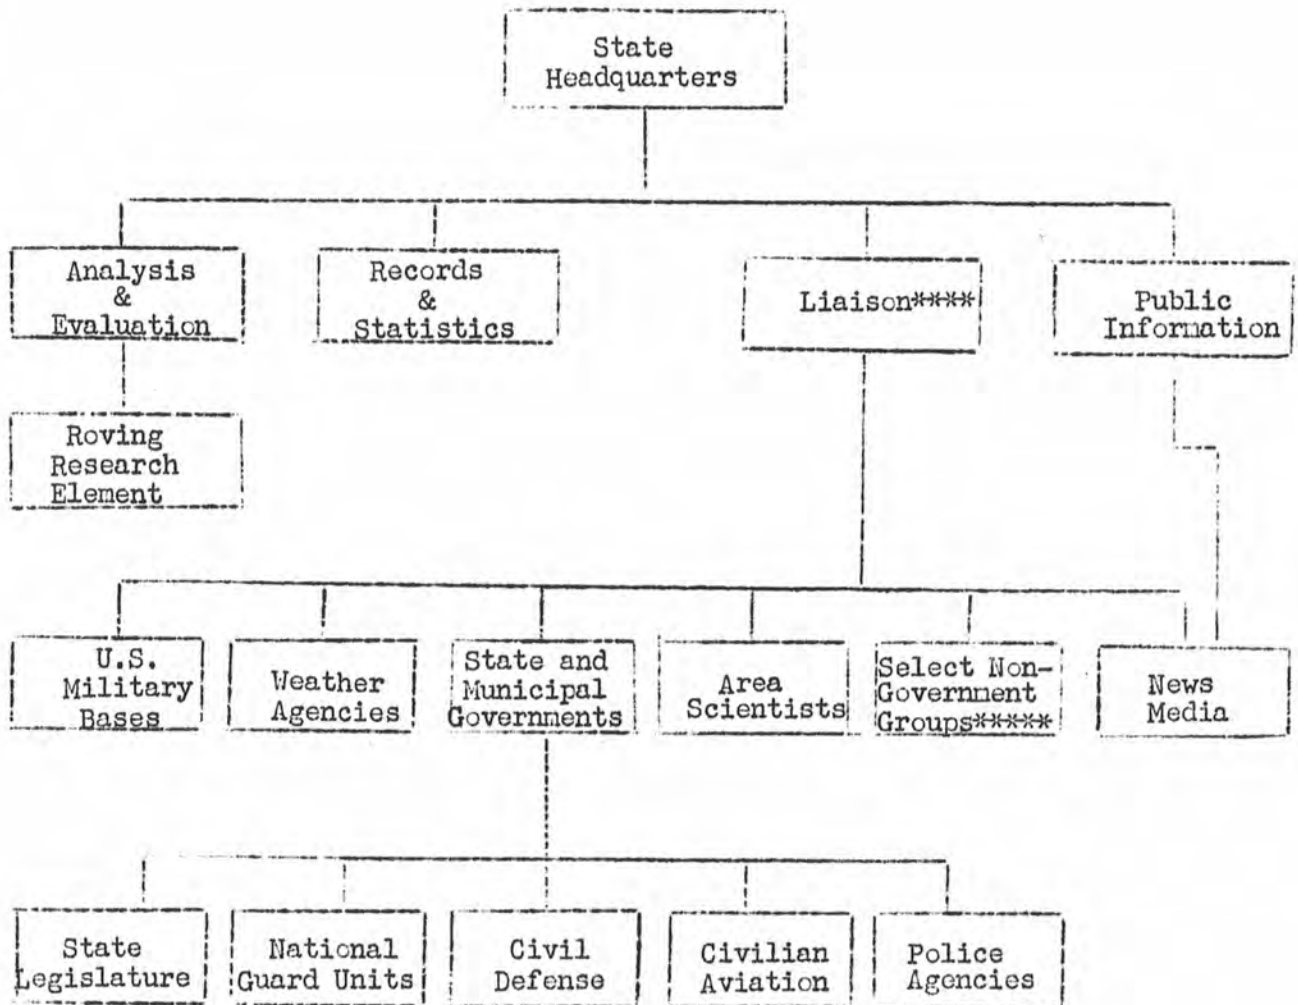 State
Headquarters
Analysis
&
Evaluation
Records
&
Statistics
Liaison****
Public
Information
Roving
Research
Element
U.S.
Military
Bases
Weather
Agencies
State and
Municipal
Governments
Area
Scientists
Select Non-
Government
Groups*****
News
Media
State
Legislature
National
Guard Units
Civil
Defense
Civilian
Aviation
Police
Agencies